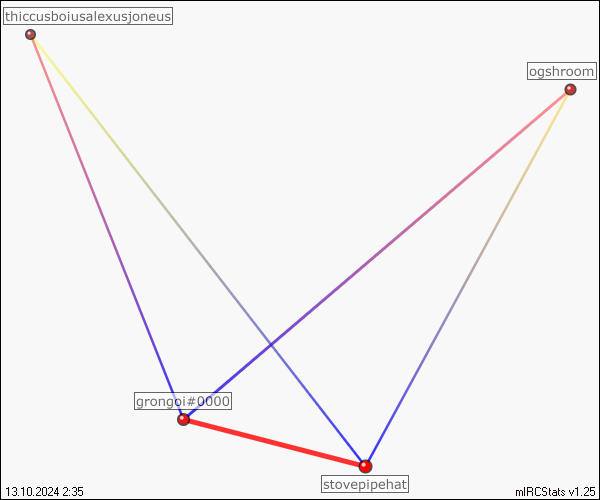 thiccusboiusalexusjoneus
ogshroom
grongoi#0000
stovepipehat
13.10.2024 2:35
mIRCStats v1.25